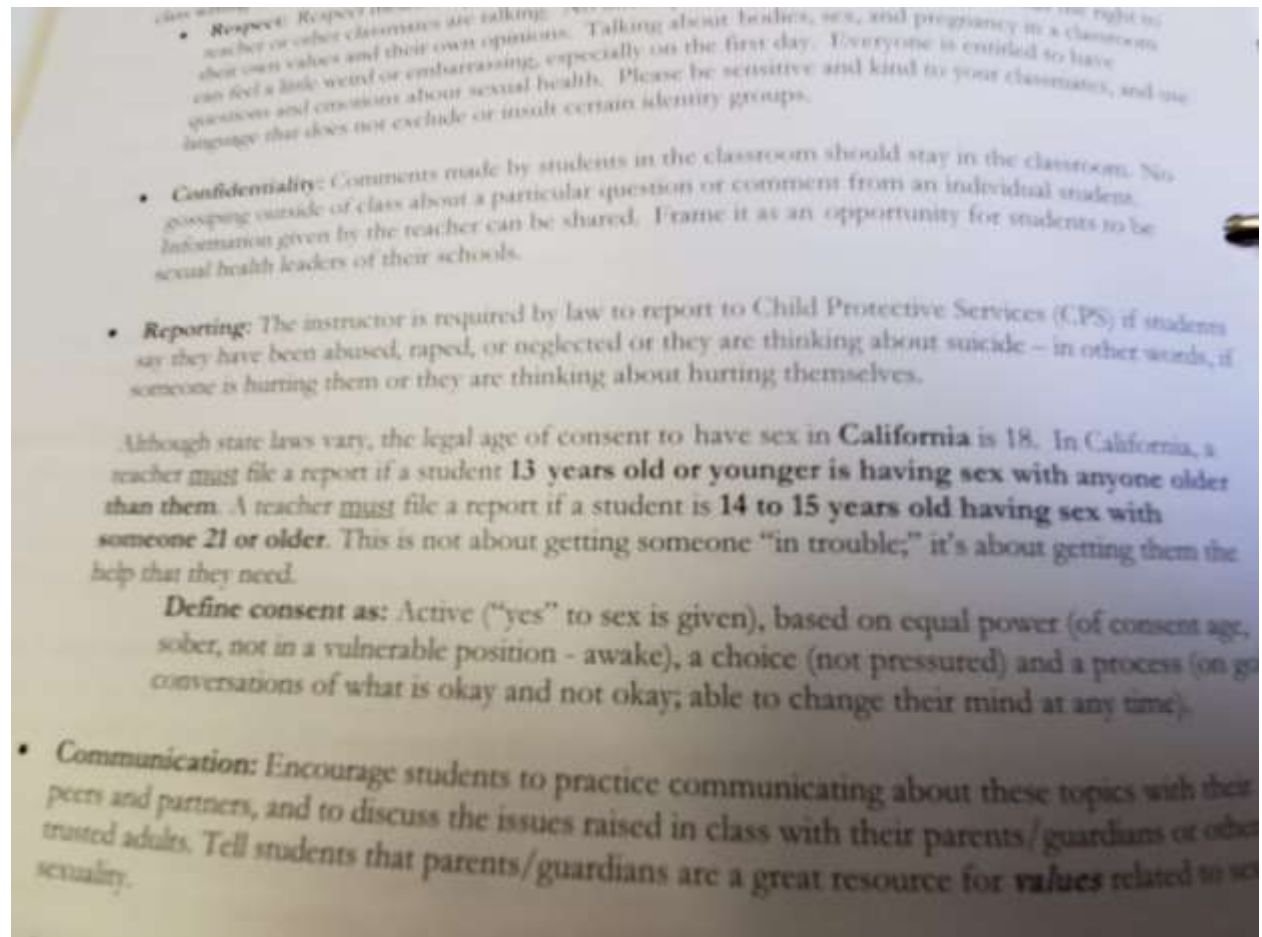 • Respect: Respect
teacher or other classmates are talking. right to
their own values and their own opinions. Talking about bodies, sex, and pregnancy in a classroom
can feel a little weird or embarrassing, especially on the first day. Everyone is entitled to have
questions and emotions about sexual health. Please be sensitive and kind to your classmates, and use
language that does not exclude or insult certain identity groups.
• Confidentiality: Comments made by students in the classroom should stay in the classroom. No
gossiping outside of class about a particular question or comment from an individual student.
Information given by the teacher can be shared. Frame it as an opportunity for students to be
sexual health leaders of their schools.
• Reporting: The instructor is required by law to report to Child Protective Services (CPS) if students
say they have been abused, raped, or neglected or they are thinking about suicide – in other words, if
someone is hurting them or they are thinking about hurting themselves.
Although state laws vary, the legal age of consent to have sex in California is 18. In California, a
teacher must file a report if a student 13 years old or younger is having sex with anyone older
than them. A teacher must file a report if a student is 14 to 15 years old having sex with
someone 21 or older. This is not about getting someone “in trouble;” it’s about getting them the
help that they need.
Define consent as: Active (“yes” to sex is given), based on equal power (of consent age,
sober, not in a vulnerable position - awake), a choice (not pressured) and a process (on go
conversations of what is okay and not okay; able to change their mind at any time).
• Communication: Encourage students to practice communicating about these topics with their
peers and partners, and to discuss the issues raised in class with their parents/guardians or other
trusted adults. Tell students that parents/guardians are a great resource for values related to
sexuality.